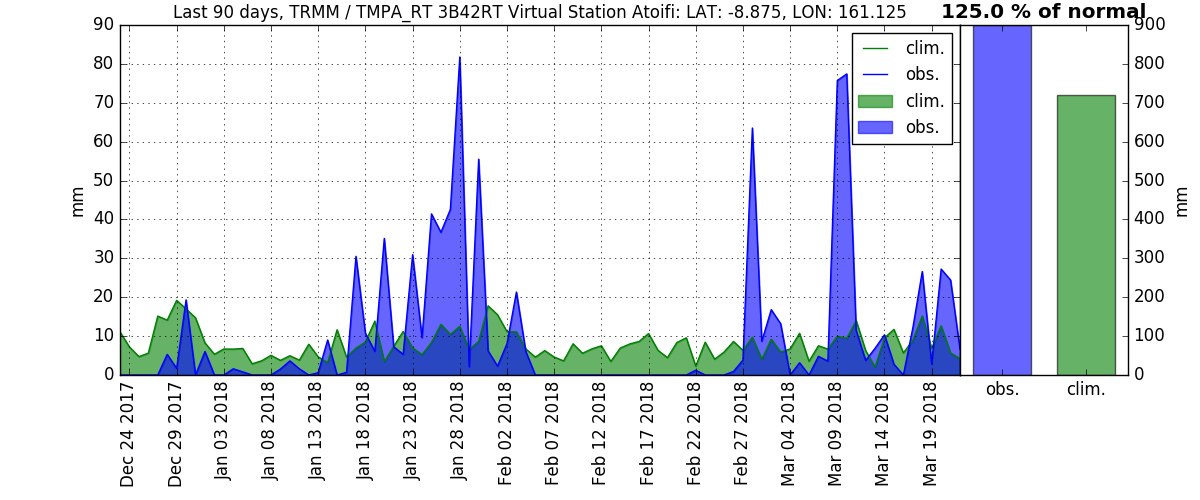 Last 90 days, TRMM / TMPA_RT 3B42RT Virtual Station Atoifi: LAT: -8.875, LON: 161.125
125.0 % of normal
90
80
70
60
50
40
30
20
10
0
mm
clim.
obs.
clim.
obs.
900
800
700
600
500
400
300
200
100
0
mm
obs.
clim.
Dec 24 2017
Dec 29 2017
Jan 03 2018
Jan 08 2018
Jan 13 2018
Jan 18 2018
Jan 23 2018
Jan 28 2018
Feb 02 2018
Feb 07 2018
Feb 12 2018
Feb 17 2018
Feb 22 2018
Feb 27 2018
Mar 04 2018
Mar 09 2018
Mar 14 2018
Mar 19 2018